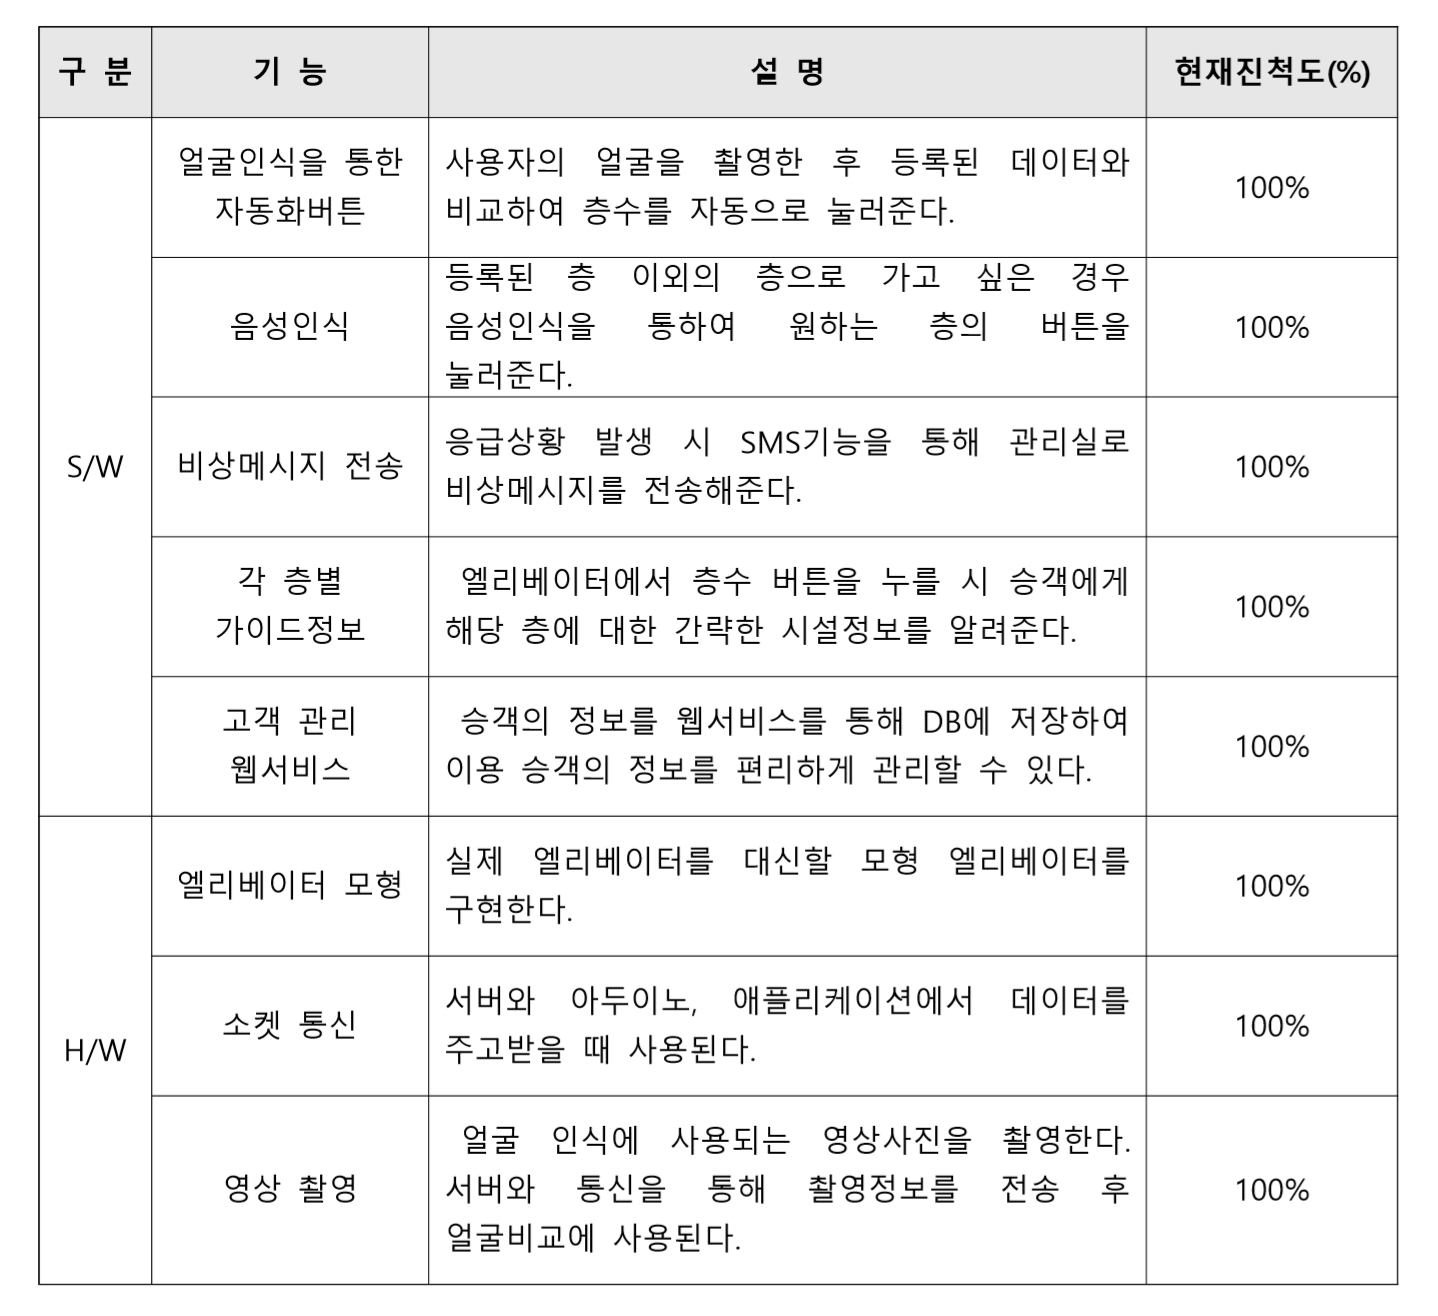 구 분 기 능 설 명 현재진척도(%)
S/W
얼굴인식을 통한
자동화버튼
사용자의 얼굴을 촬영한 후 등록된 데이터와
비교하여 층수를 자동으로 눌러준다.
100%
음성인식
등록된 층 이외의 층으로 가고 싶은 경우
음성인식을 통하여 원하는 층의 버튼을
눌러준다.
100%
비상메시지 전송
응급상황 발생 시 SMS기능을 통해 관리실로
비상메시지를 전송해준다.
100%
각 층별
가이드정보
엘리베이터에서 층수 버튼을 누를 시 승객에게
해당 층에 대한 간략한 시설정보를 알려준다.
100%
고객 관리
웹서비스
승객의 정보를 웹서비스를 통해 DB에 저장하여
이용 승객의 정보를 편리하게 관리할 수 있다.
100%
H/W
엘리베이터 모형
실제 엘리베이터를 대신할 모형 엘리베이터를
구현한다.
100%
소켓 통신
서버와 아두이노, 애플리케이션에서 데이터를
주고받을 때 사용된다.
100%
영상 촬영
얼굴 인식에 사용되는 영상사진을 촬영한다.
서버와 통신을 통해 촬영정보를 전송 후
얼굴비교에 사용된다.
100%